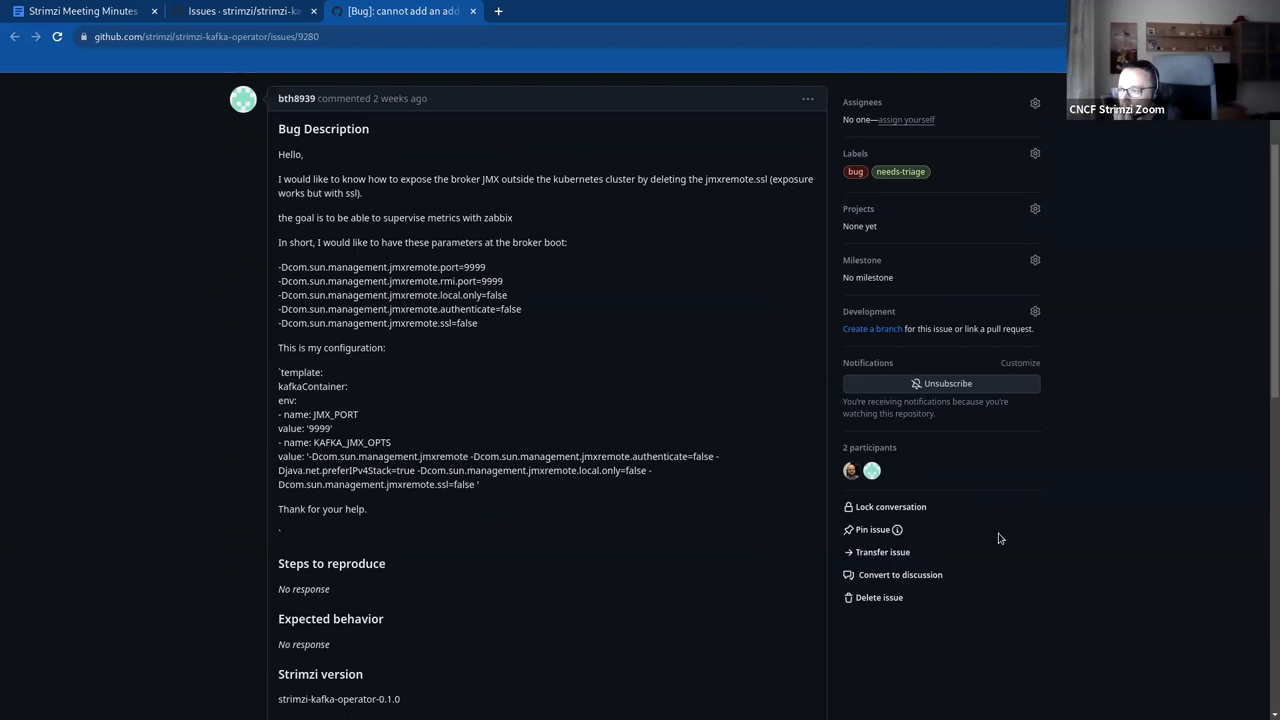 Strimzi Meeting Minutes
Issues · strimzi/strimzi-ka
[Bug]: cannot add an add
github.com/strimzi/strimzi-kafka-operator/issues/9280
CNCF Strimzi Zoom
bth8939 commented 2 weeks ago
Bug Description
Hello,
I would like to know how to expose the broker JMX outside the kubernetes cluster by deleting the jmxremote.ssl (exposure
works but with ssl).
the goal is to be able to supervise metrics with zabbix
In short, I would like to have these parameters at the broker boot:
-Dcom.sun.management.jmxremote.port=9999
-Dcom.sun.management.jmxremote.rmi.port=9999
-Dcom.sun.management.jmxremote.local.only=false
-Dcom.sun.management.jmxremote.authenticate=false
-Dcom.sun.management.jmxremote.ssl=false
This is my configuration:
`template:
kafkaContainer:
env:
- name: JMX_PORT
value: '9999'
- name: KAFKA_JMX_OPTS
value: '-Dcom.sun.management.jmxremote -Dcom.sun.management.jmxremote.authenticate=false -
Djava.net.preferIPv4Stack=true -Dcom.sun.management.jmxremote.local.only=false -
Dcom.sun.management.jmxremote.ssl=false '
Thank for your help.
`
Steps to reproduce
No response
Expected behavior
No response
Strimzi version
strimzi-kafka-operator-0.1.0
Assignees
No one—assign yourself
Labels
bug needs-triage
Projects
None yet
Milestone
No milestone
Development
Create a branch for this issue or link a pull request.
Notifications Customize
Unsubscribe
You're receiving notifications because you're
watching this repository.
2 participants
Lock conversation
Pin issue
Transfer issue
Convert to discussion
Delete issue